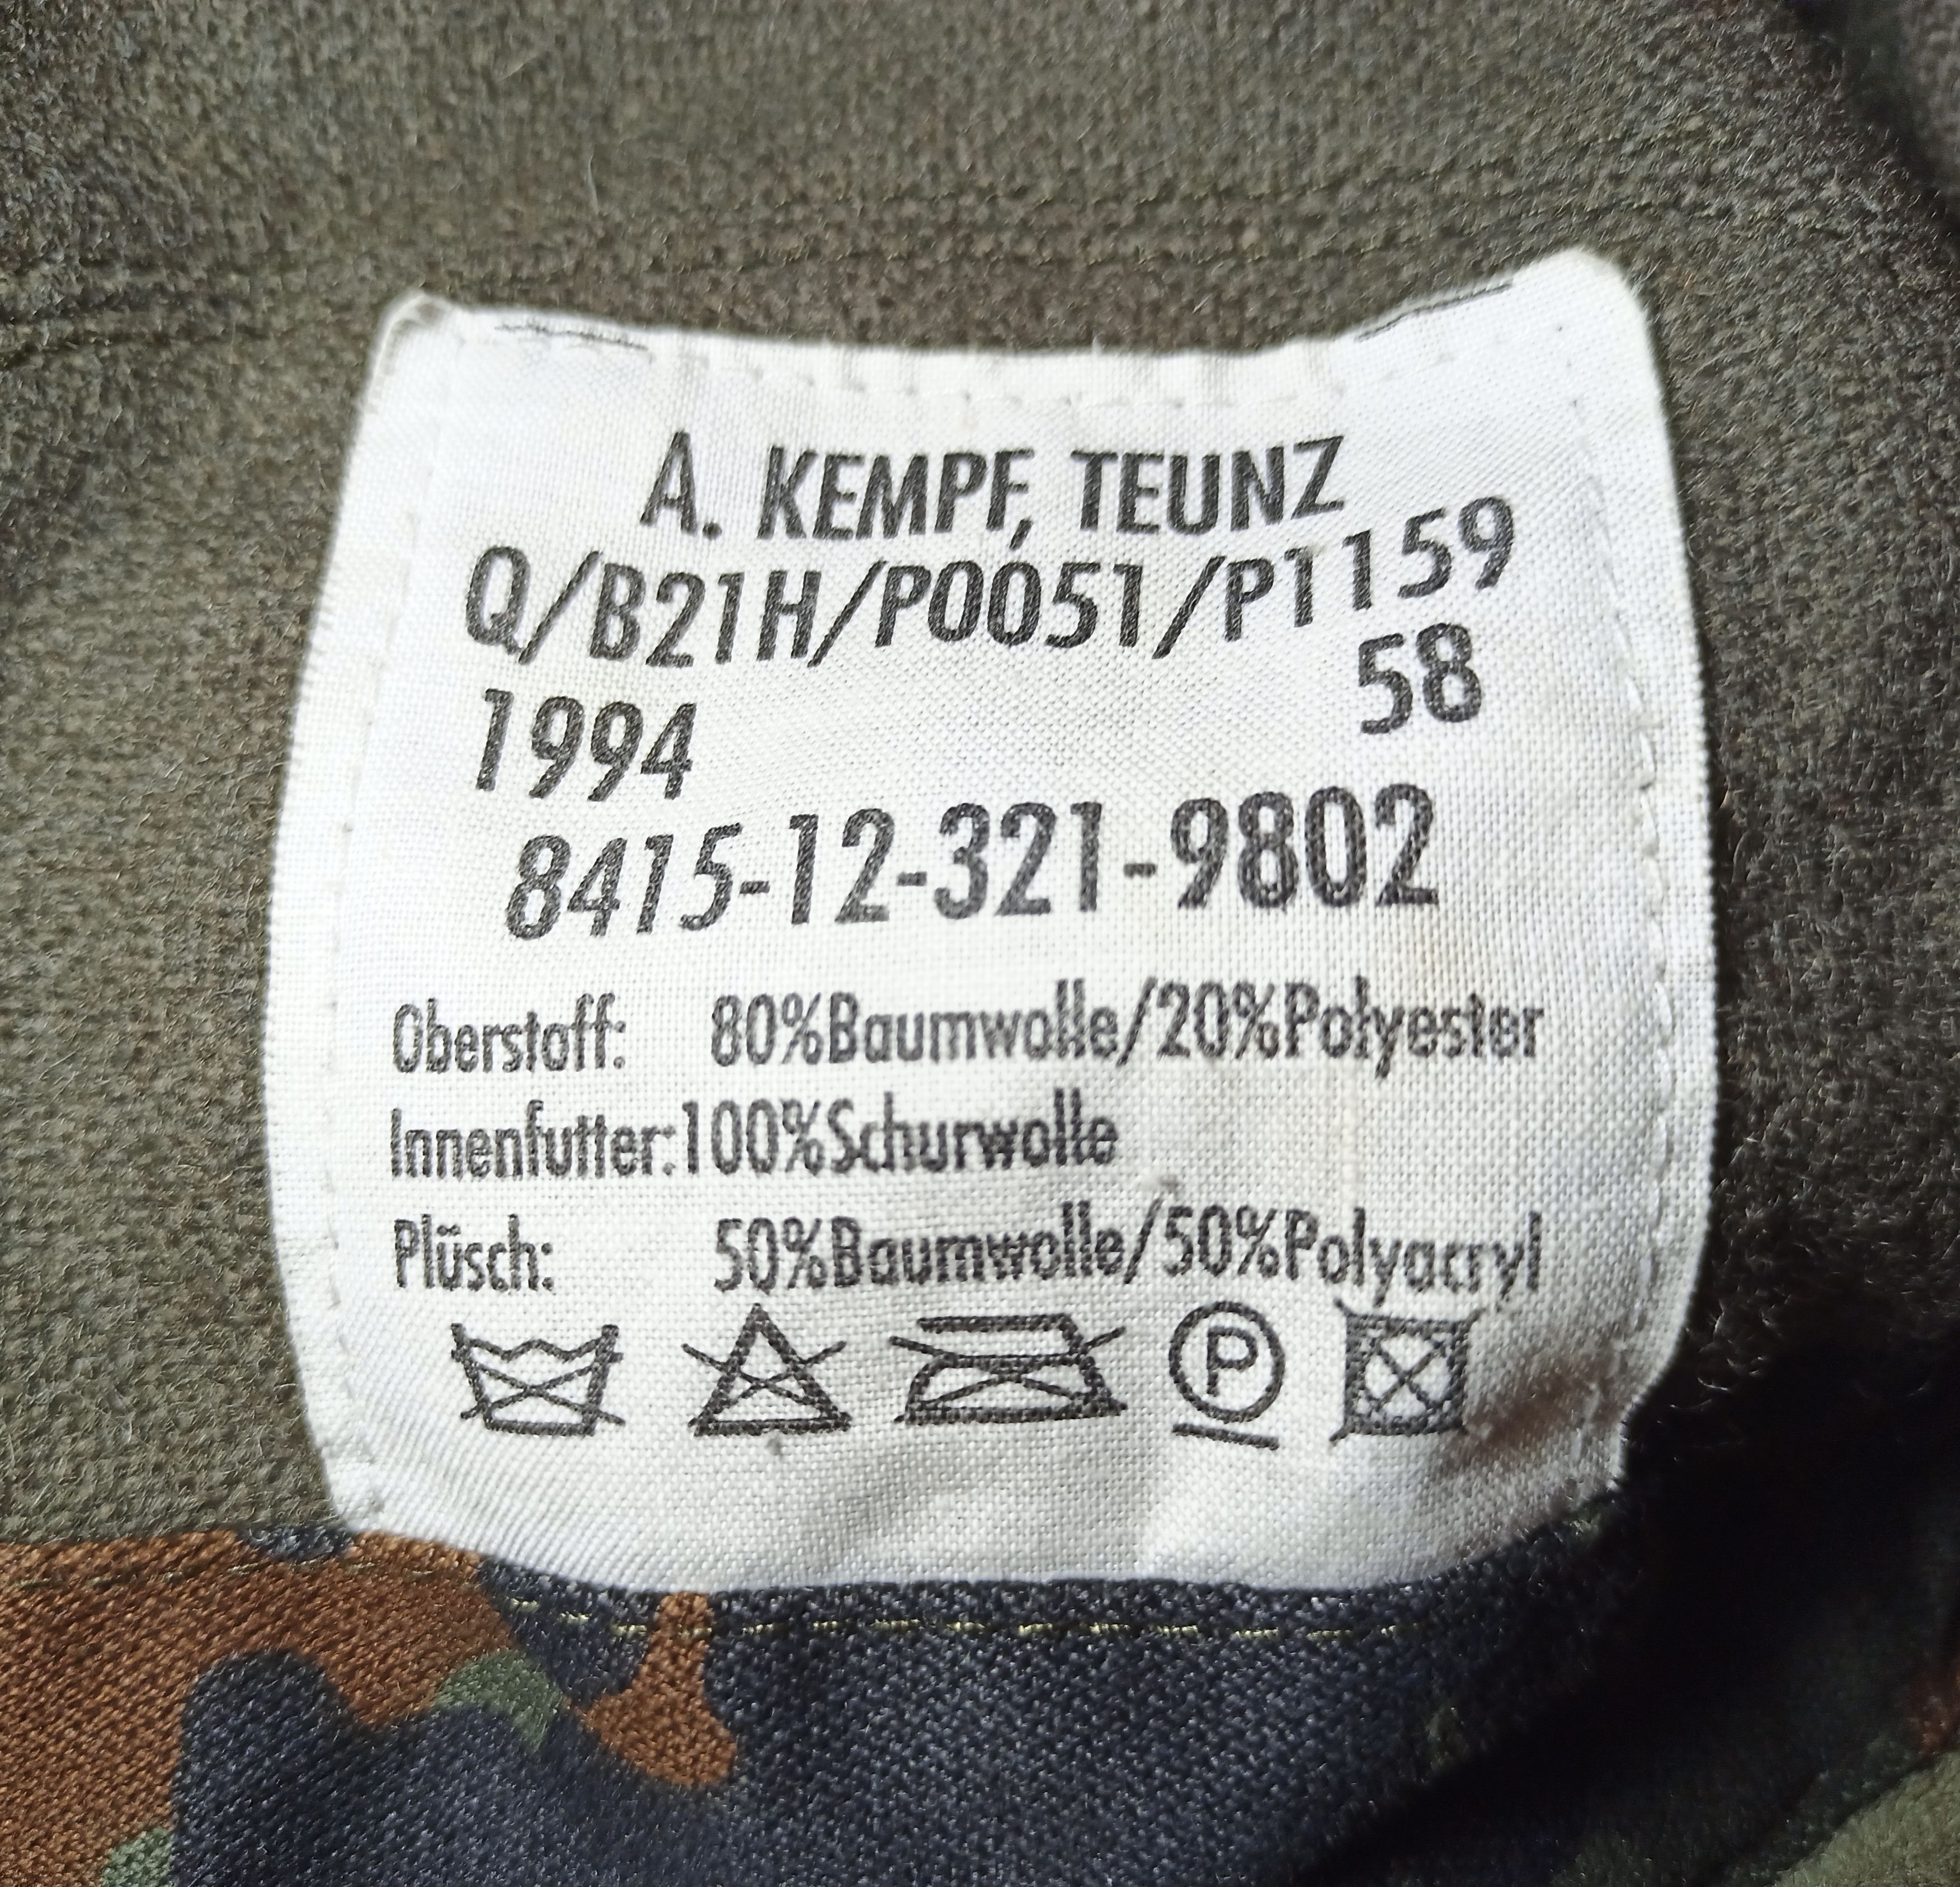 A. KEMPF, TEUNZ
Q/B21H/P0051/P1159
1994 58
8415-12-321-9802
Oberstoff: 80%Baumwolle/20%Polyester
Innenfutter:100%Schurwolle
Plüsch: 50%Baumwolle/50%Polyacryl
P